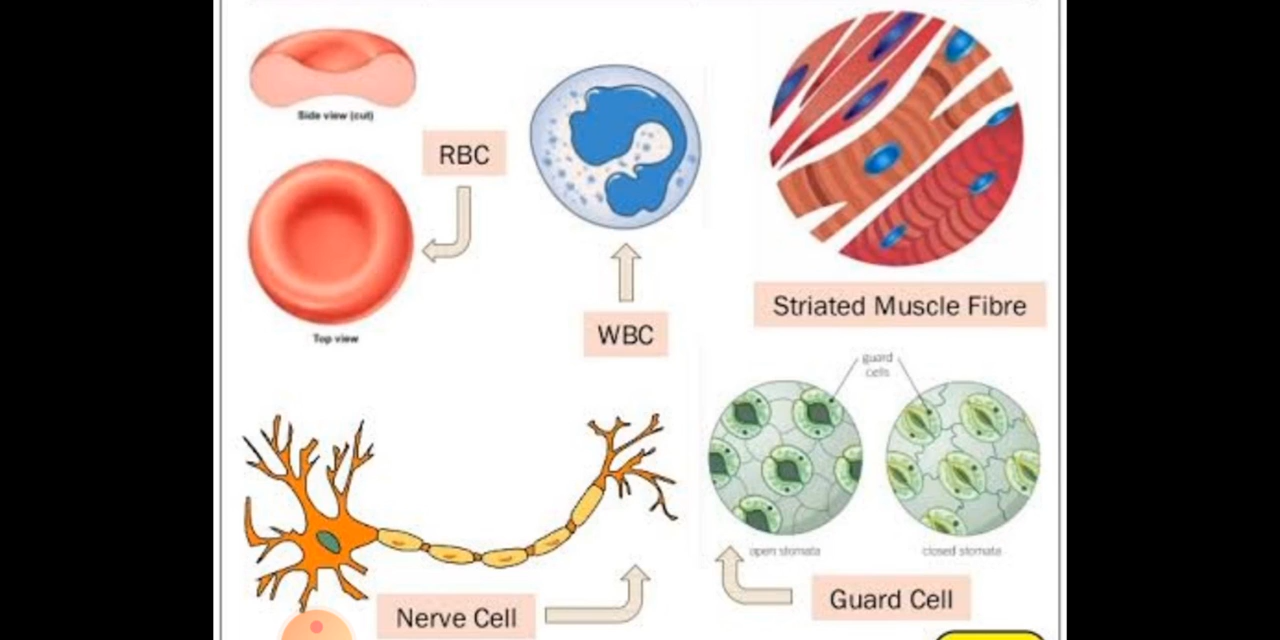 Side view (cut)
RBC
Top view
WBC
Striated Muscle Fibre
guard
cells
open stomata
closed stomata
Nerve Cell
Guard Cell